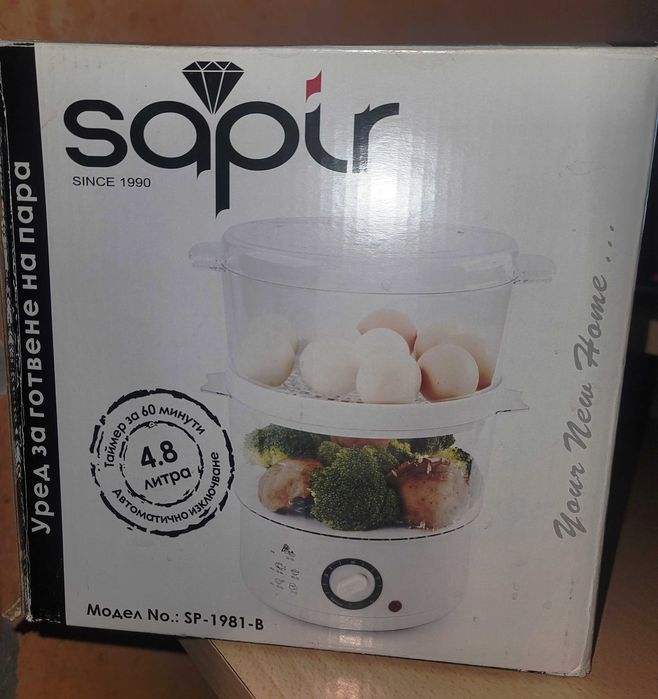 sapir
SINCE 1990
Уред за готвене на пара
Таймер за 60 минути
4.8
литра
Автоматично изключване
Your New Home...
Модел No.: SP-1981-B